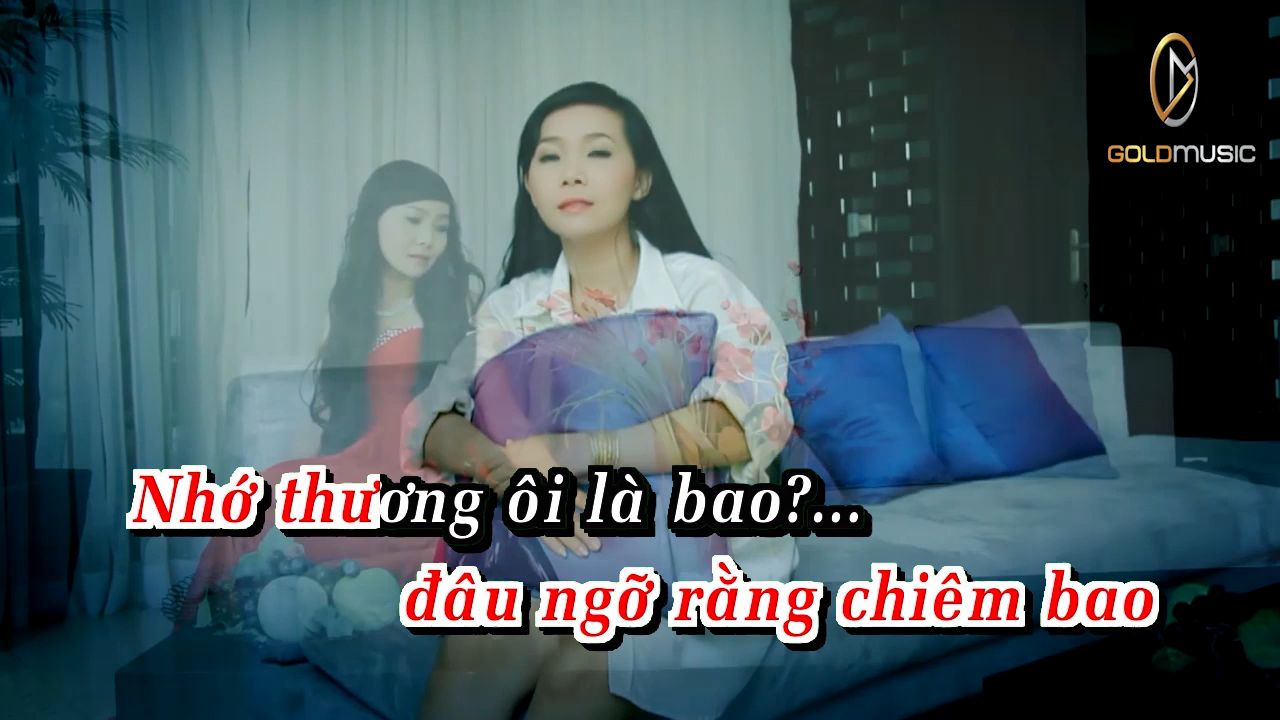 GOLDMUSIC
Nhớ thương ôi là bao?...
đâu ngỡ rằng chiêm bao